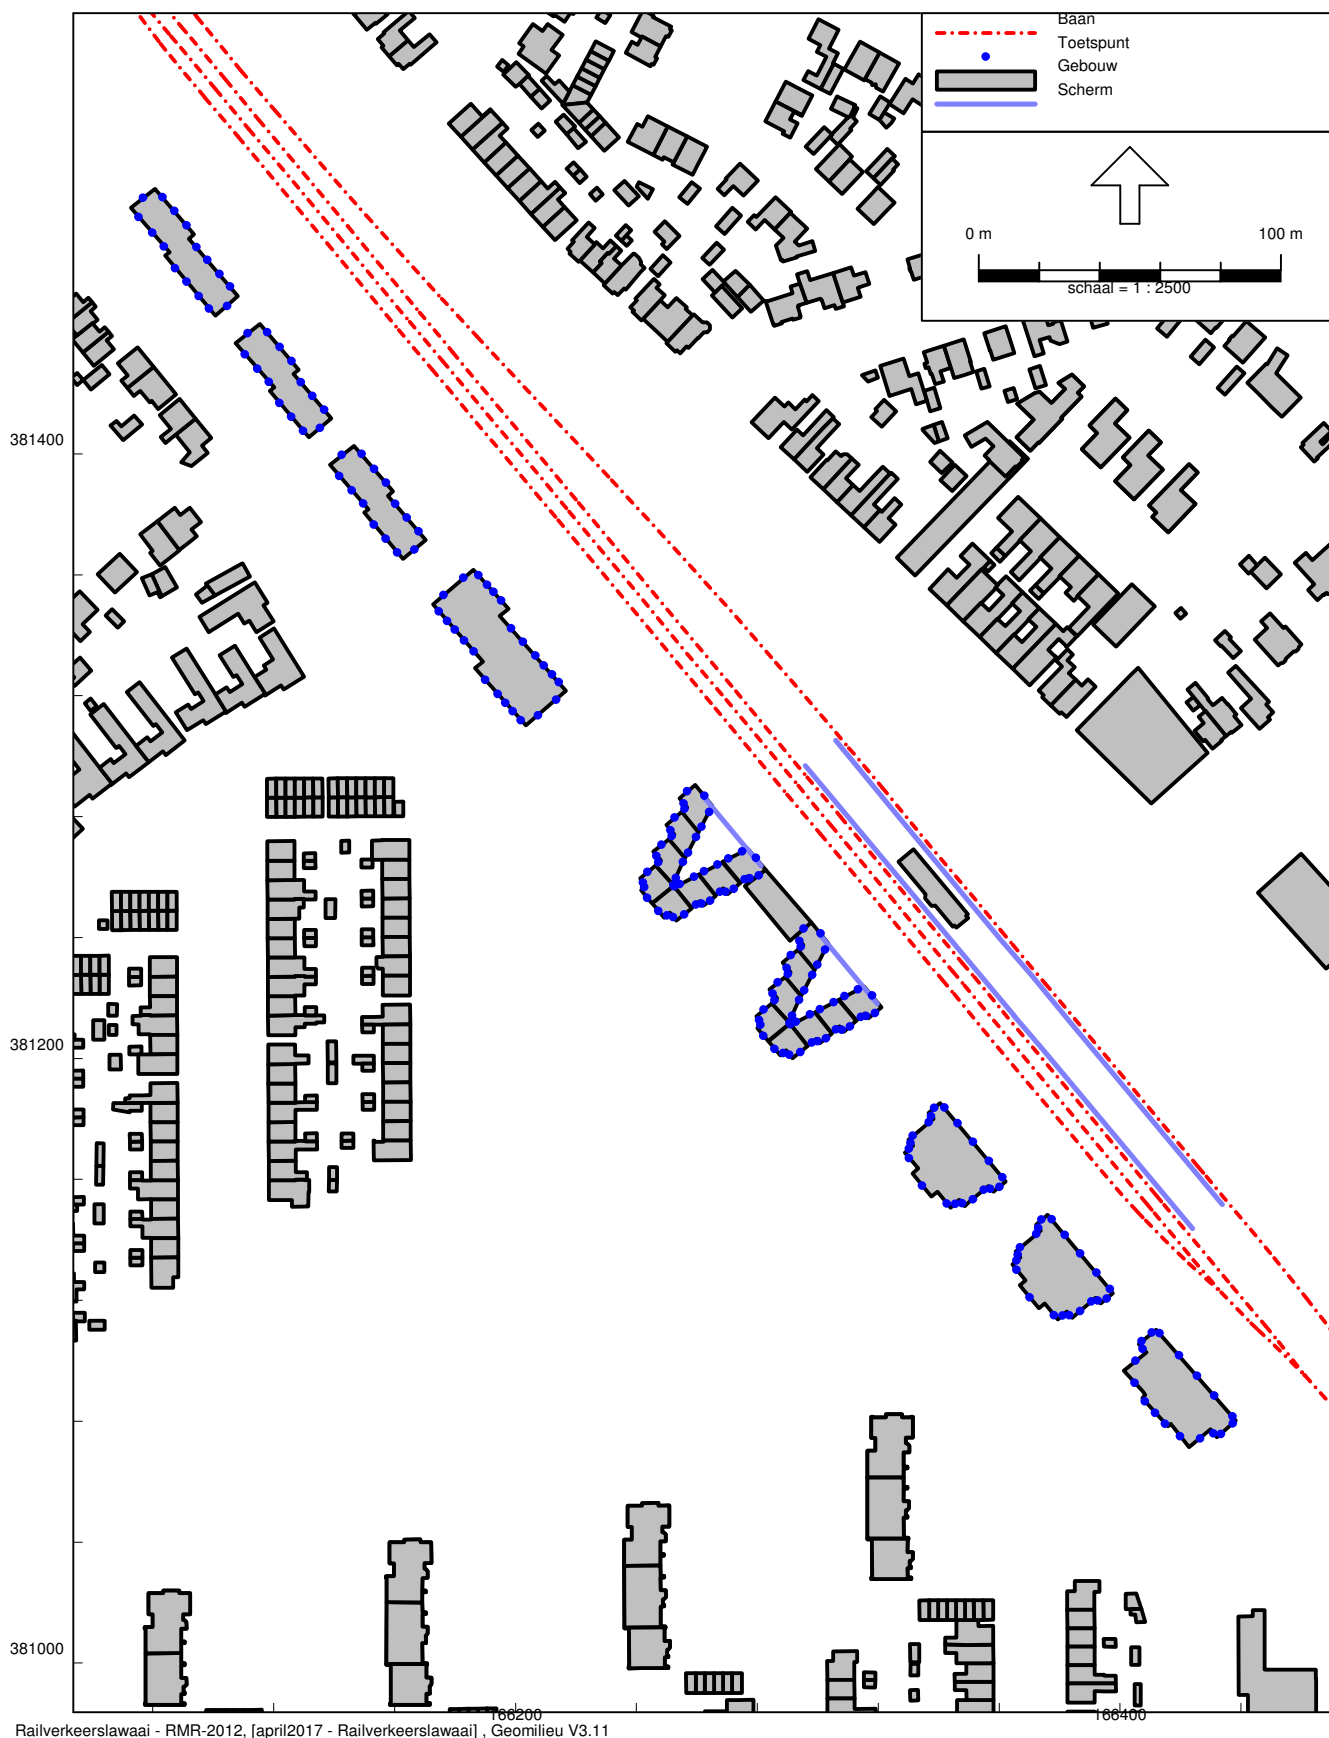 Baan
Toetspunt
Gebouw
Scherm
0 m
100 m
schaal = 1 : 2500
381400
381200
381000
166200
166400
Railverkeerslawaai - RMR-2012, [april2017 - Railverkeerslawaai] , Geomilieu V3.11